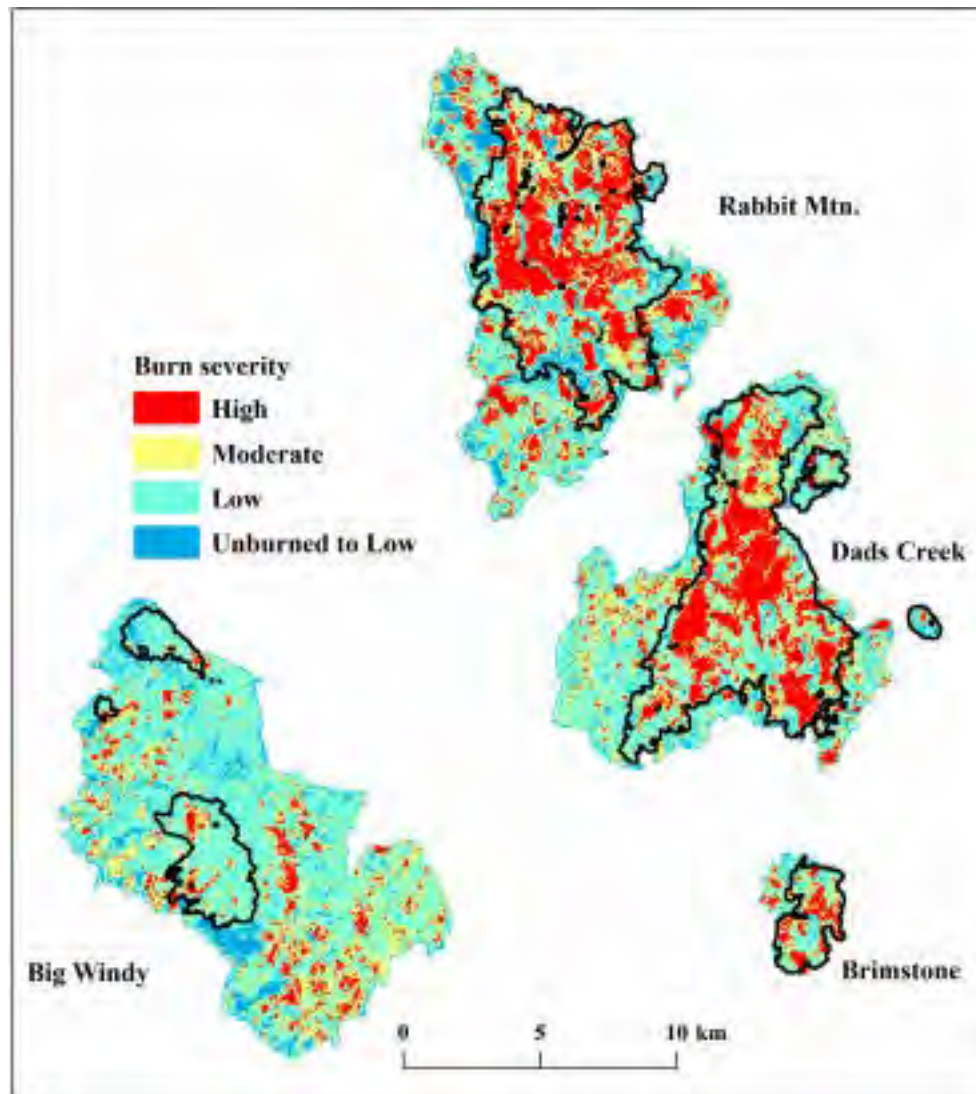 Rabbit Mtn.
Burn severity
High
Moderate
Low
Unburned to Low
Dads Creek
Big Windy
Brimstone
0 5 10 km